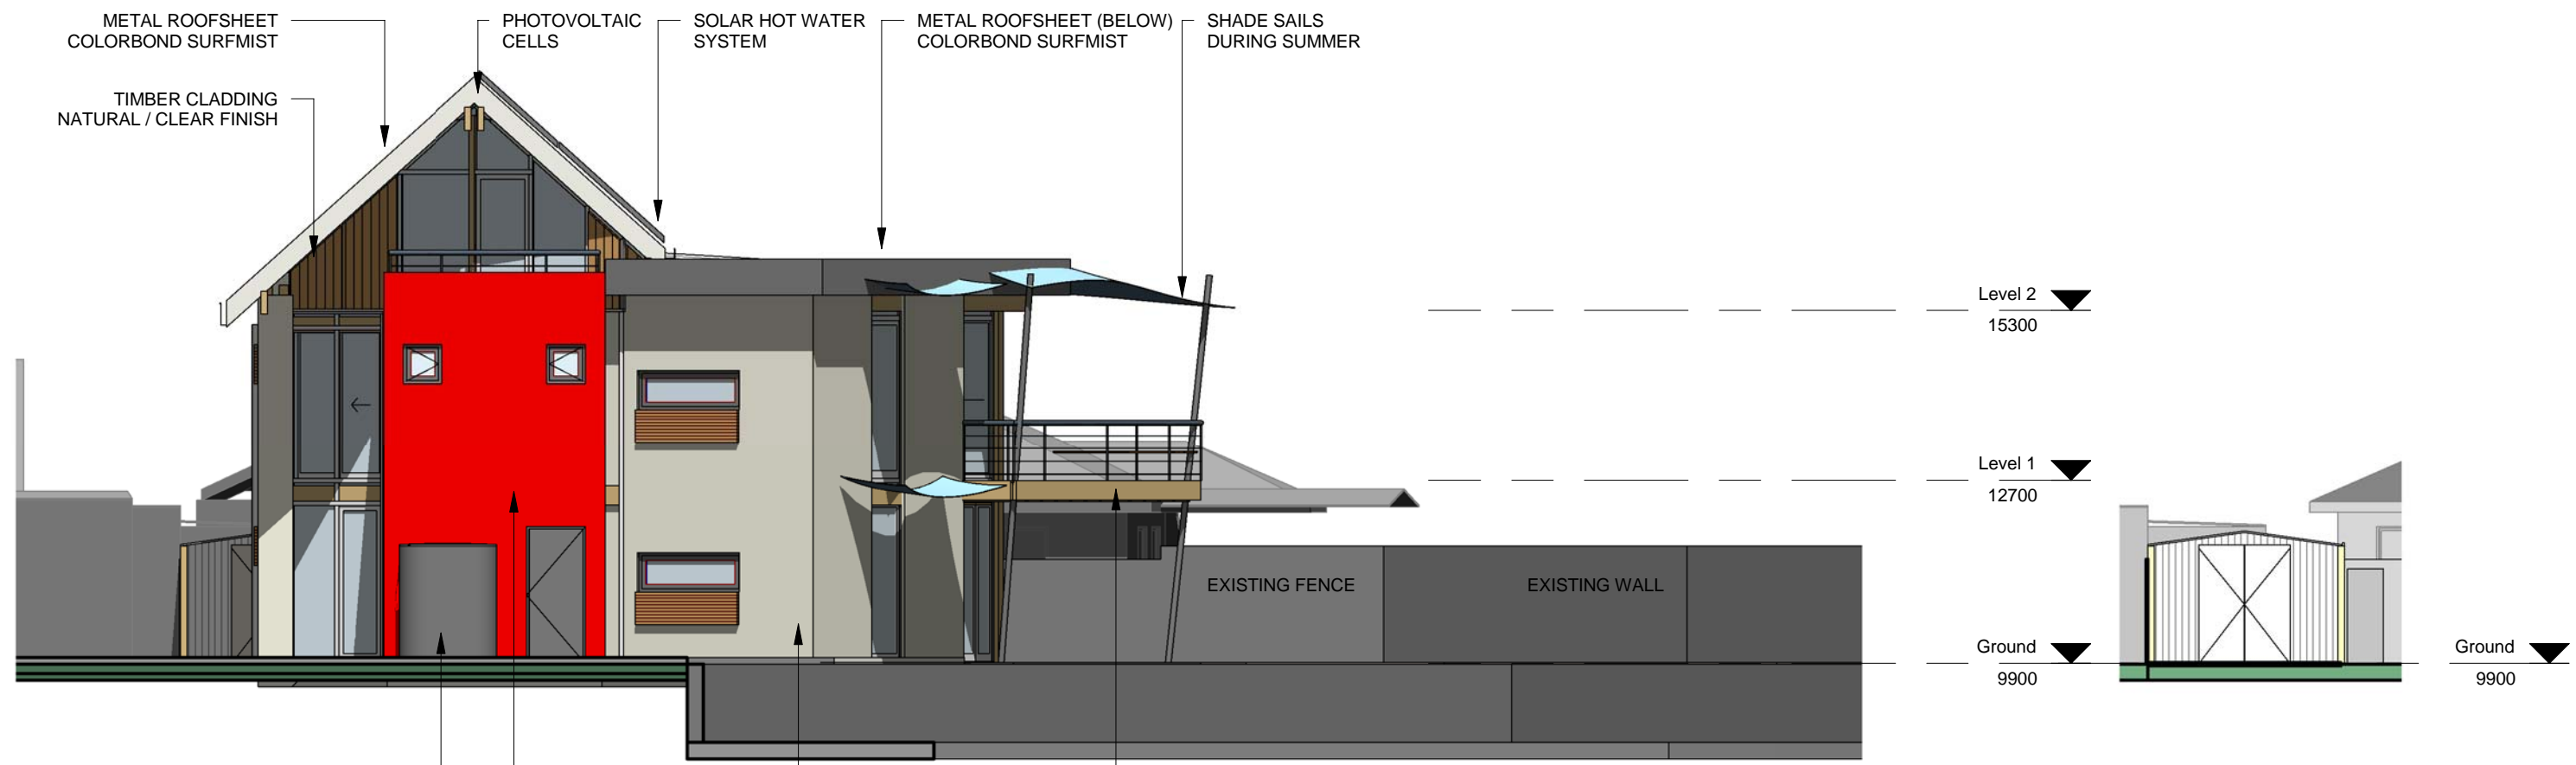 METAL ROOFSHEET
COLORBOND SURFMIST
PHOTOVOLTAIC
CELLS
SOLAR HOT WATER
SYSTEM
METAL ROOFSHEET (BELOW)
COLORBOND SURFMIST
SHADE SAILS
DURING SUMMER
TIMBER CLADDING
NATURAL / CLEAR FINISH
Level 2
15300
Level 1
12700
EXISTING FENCE
EXISTING WALL
Ground
9900
Ground
9900